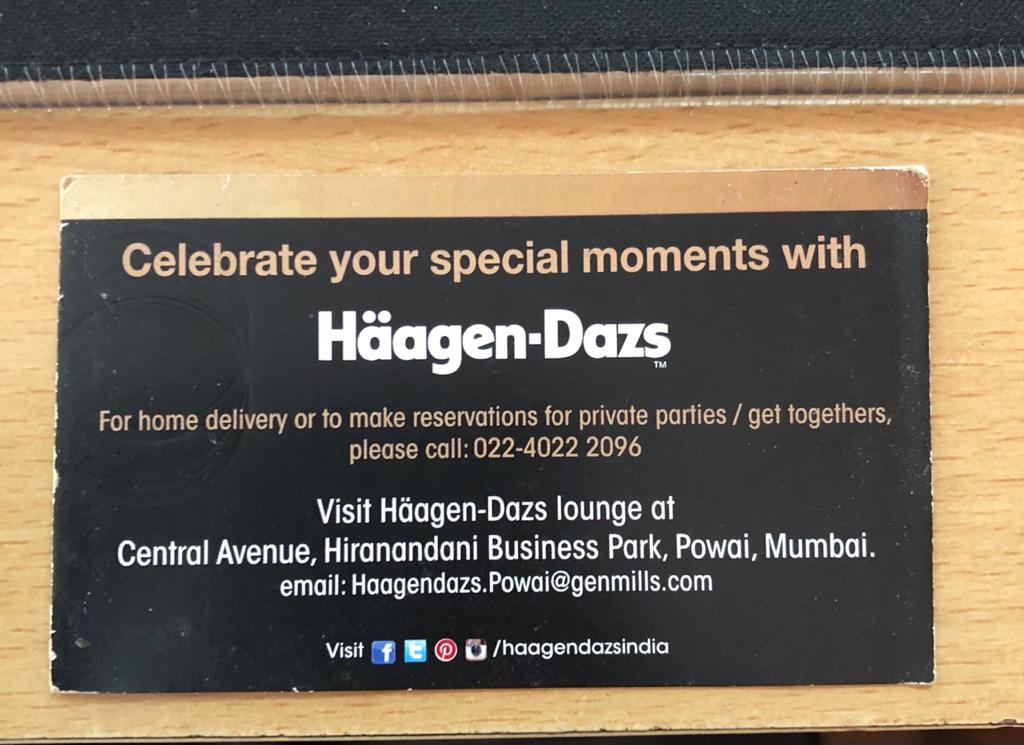 Celebrate your special moments with
Häagen-Dazs
TM
For home delivery or to make reservations for private parties / get togethers,
please call: 022-4022 2096
Visit Häagen-Dazs lounge at
Central Avenue, Hiranandani Business Park, Powai, Mumbai.
email: Haagendazs.Powai@genmills.com
Visit f t p /haagendazsindia